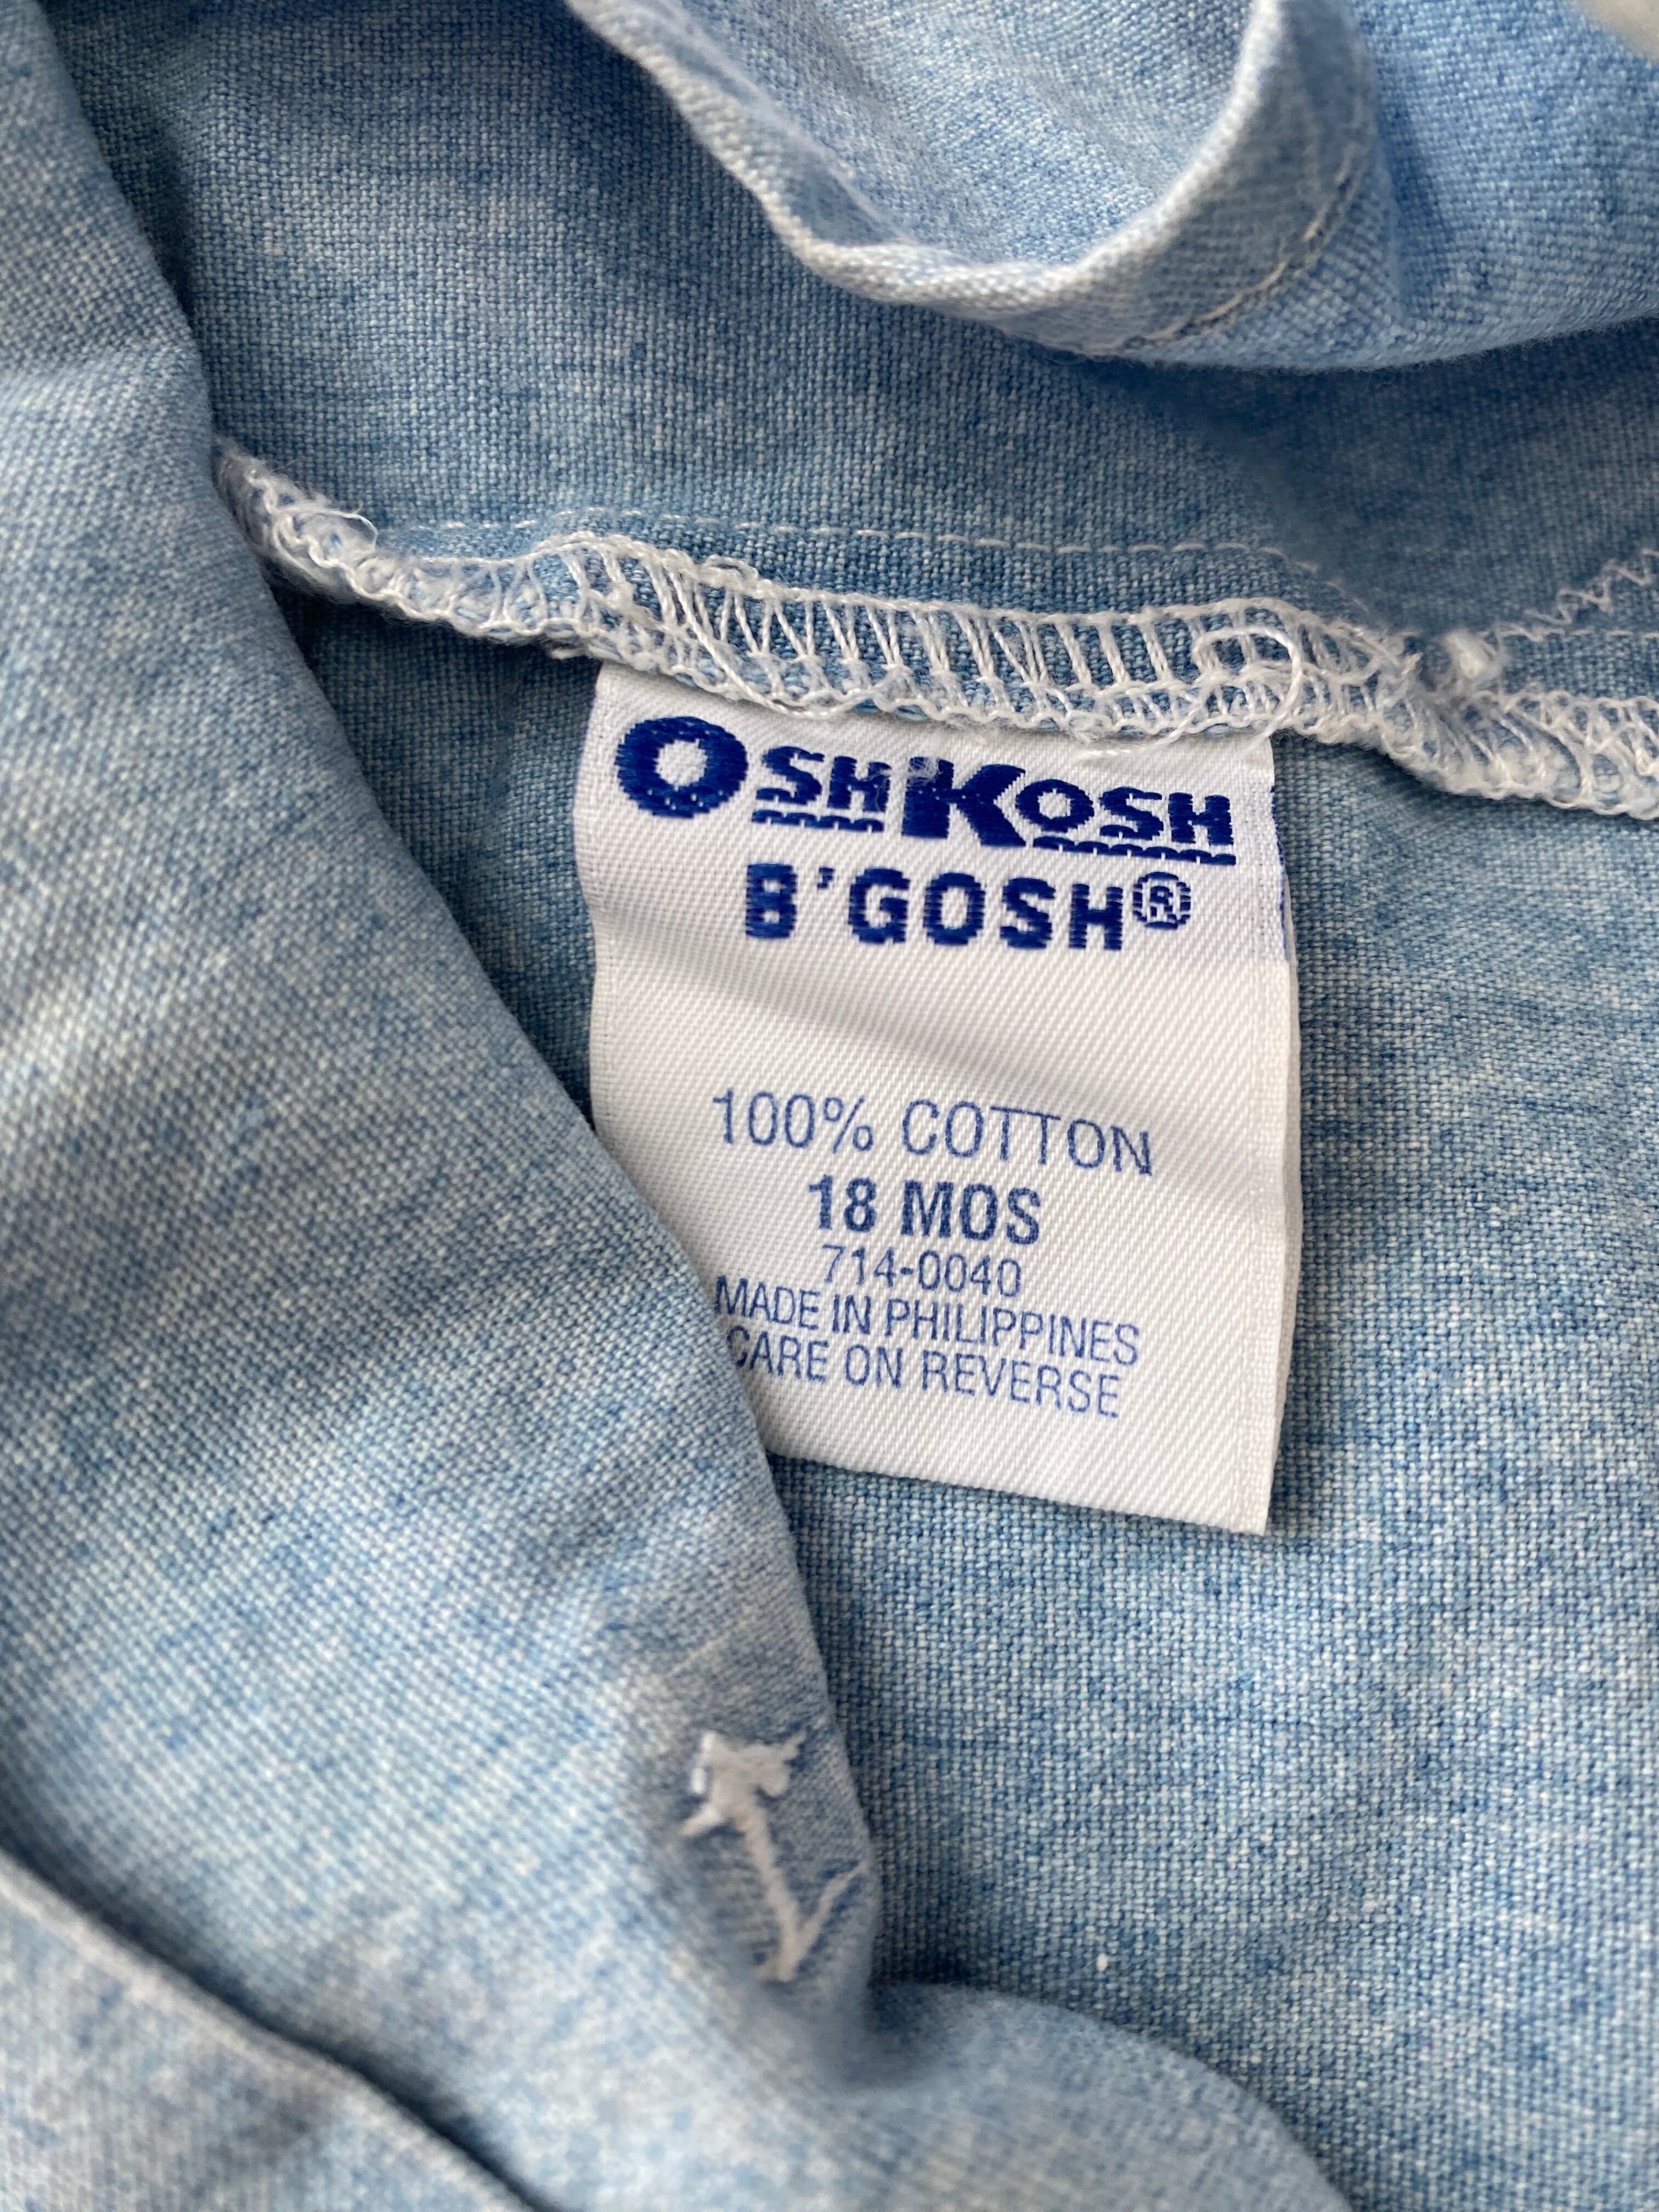 OSHKOSH
B'GOSH®
100% COTTON
18 MOS
714-0040
MADE IN PHILIPPINES
CARE ON REVERSE